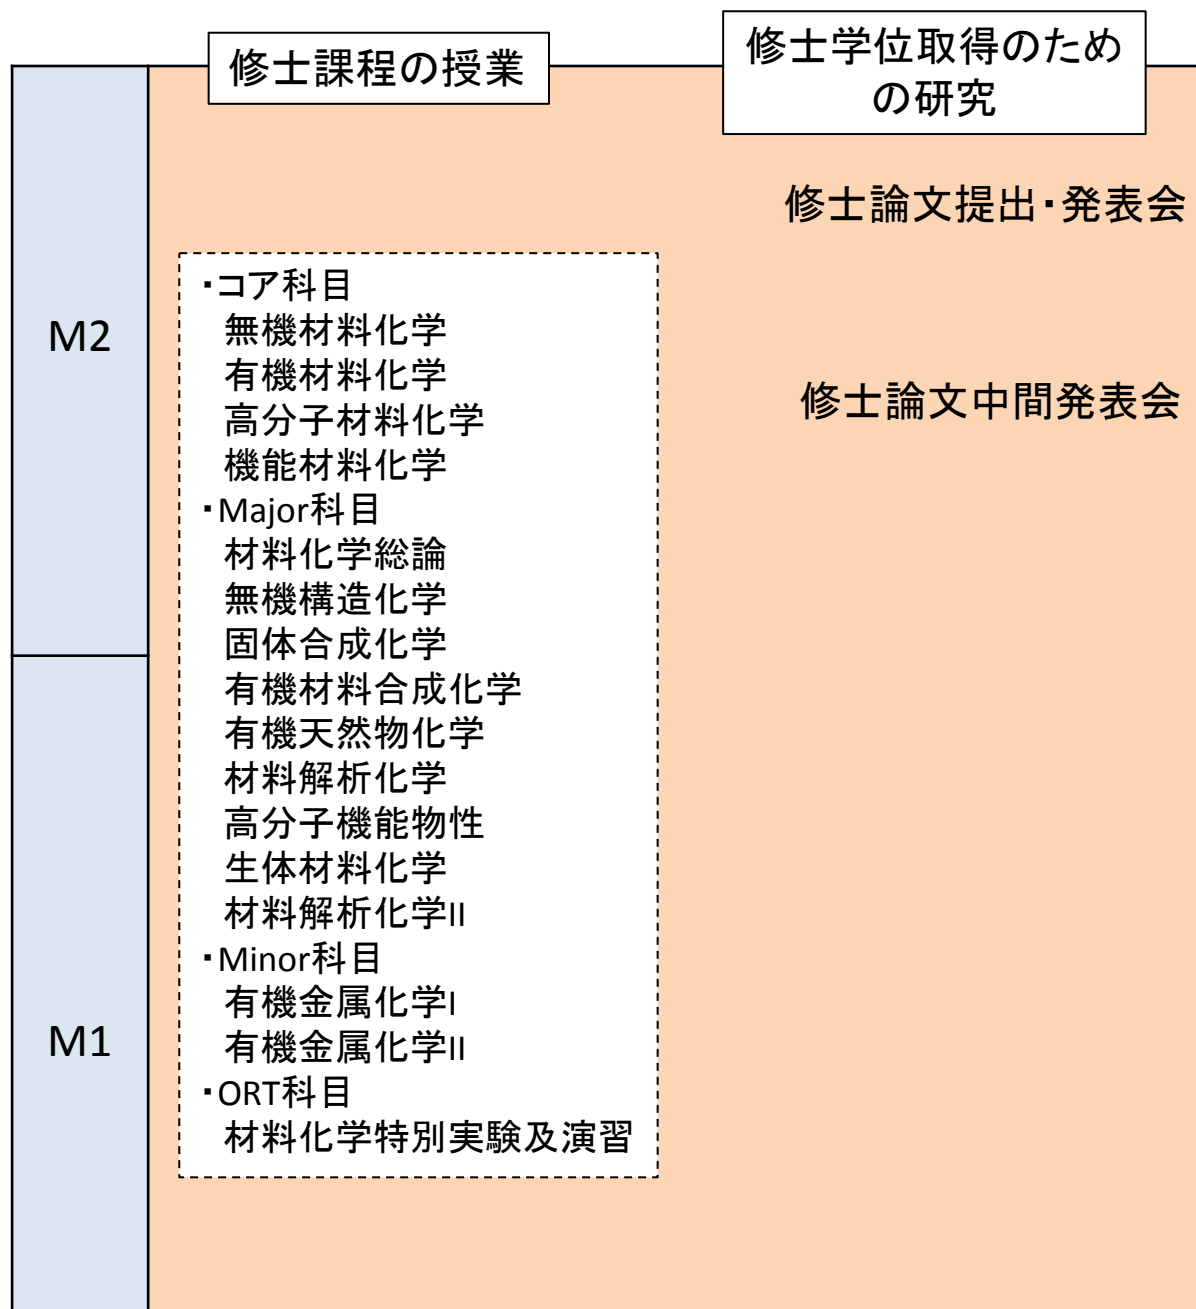 修士課程の授業
修士学位取得のため
の研究
修士論文提出・発表会
M2
・コア科目
無機材料化学
有機材料化学
高分子材料化学
機能材料化学
修士論文中間発表会
・Major科目
材料化学総論
無機構造化学
固体合成化学
有機材料合成化学
有機天然物化学
材料解析化学
高分子機能物性
生体材料化学
材料解析化学II
・Minor科目
有機金属化学I
有機金属化学II
M1
・ORT科目
材料化学特別実験及演習